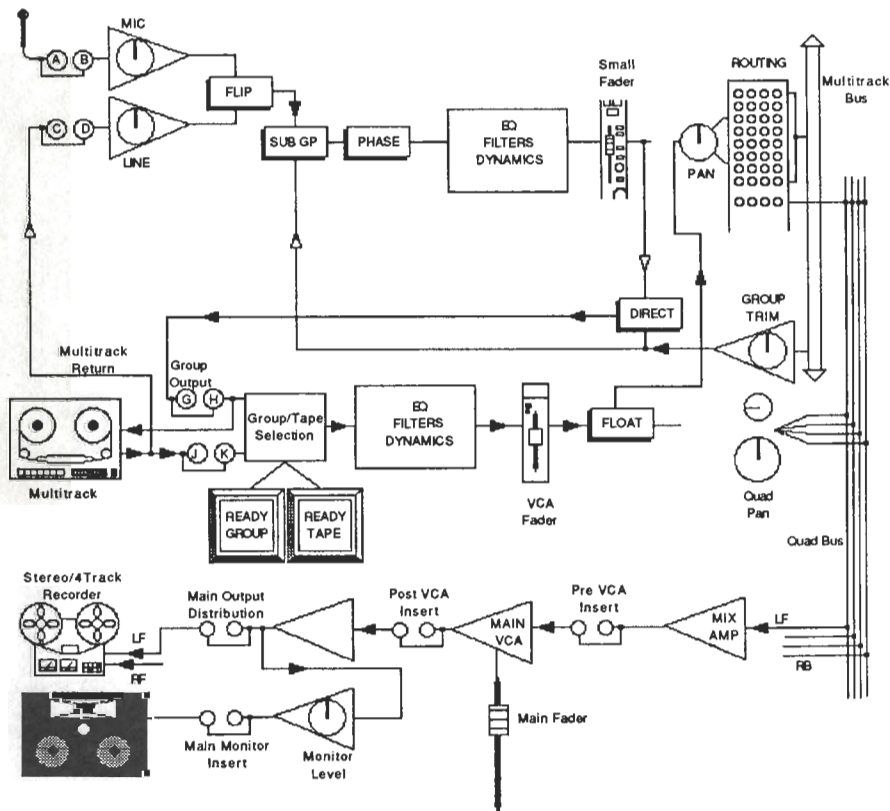 MIC
A
B
FLIP
C
D
LINE
SUB GP
PHASE
EQ
FILTERS
DYNAMICS
Small
Fader
ROUTING
PAN
Multitrack
Bus
DIRECT
GROUP
TRIM
Multitrack
Return
Group
Output
G
H
Group/Tape
Selection
EQ
FILTERS
DYNAMICS
FLOAT
J
K
Multitrack
READY
GROUP
READY
TAPE
VCA
Fader
Quad
Pan
Quad Bus
Stereo/4Track
Recorder
Main Output
Distribution
Post VCA
Insert
MAIN
VCA
Pre VCA
Insert
MIX
AMP
LF
RB
LF
RF
Main Monitor
Insert
Monitor
Level
Main Fader